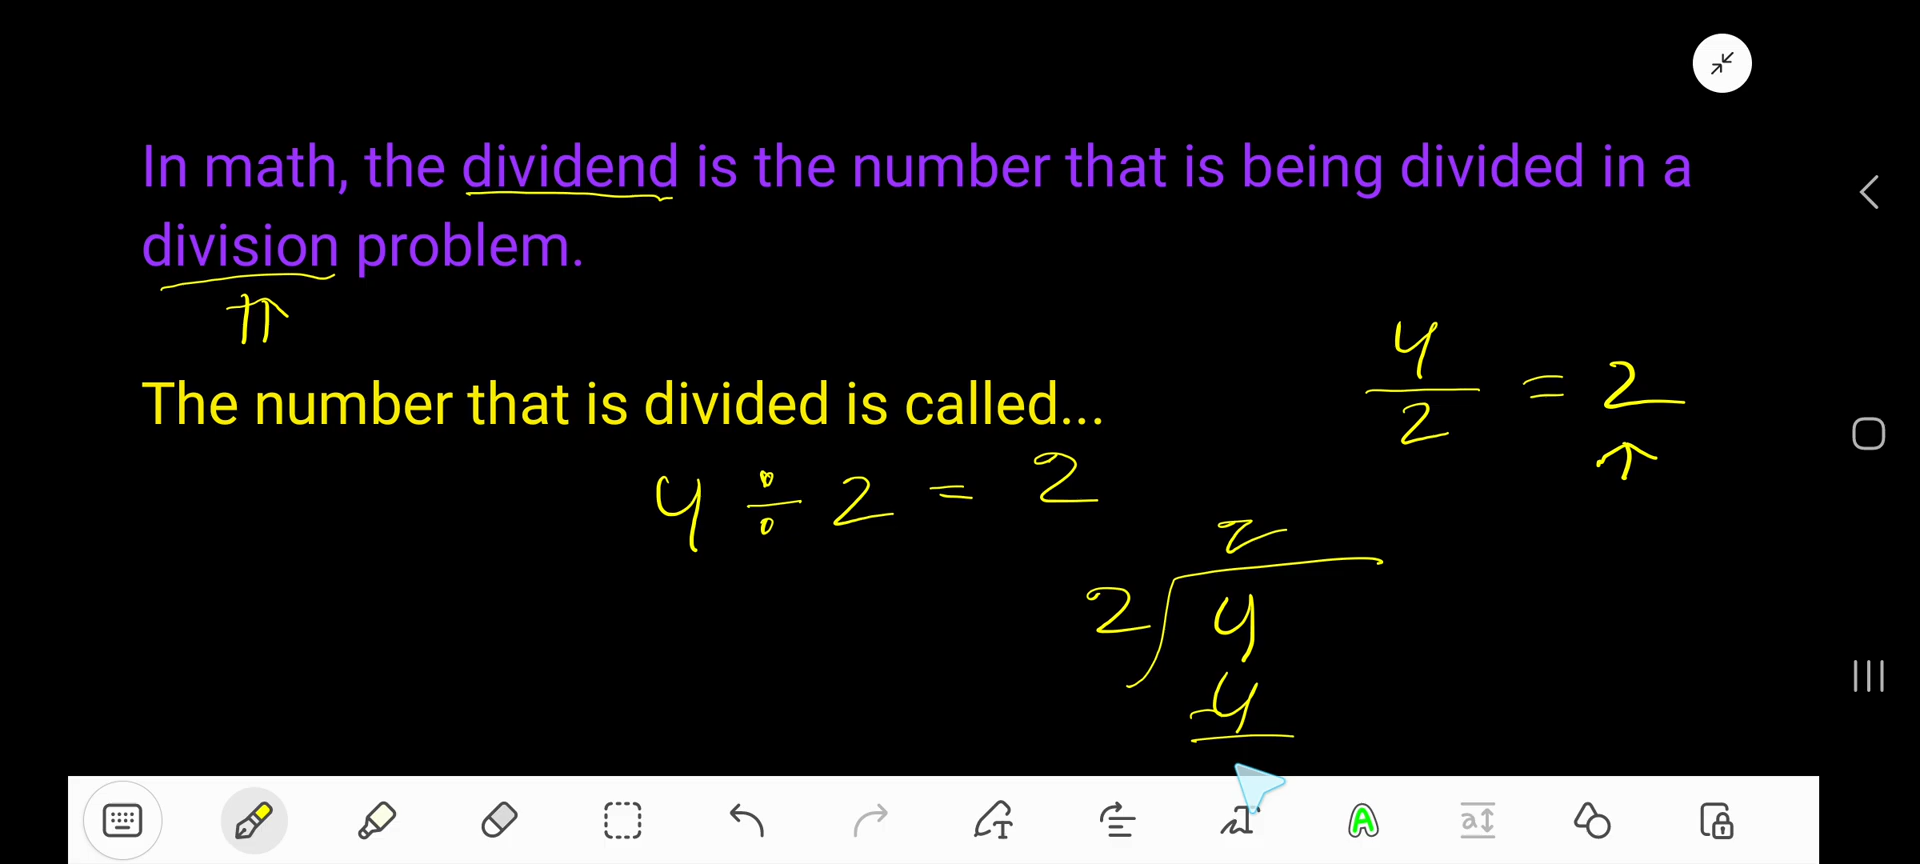 In math, the dividend is the number that is being divided in a
division problem.
The number that is divided is called...
4 ÷ 2 = 2
4
2
= 2
2
2
4
-4
A
a
T